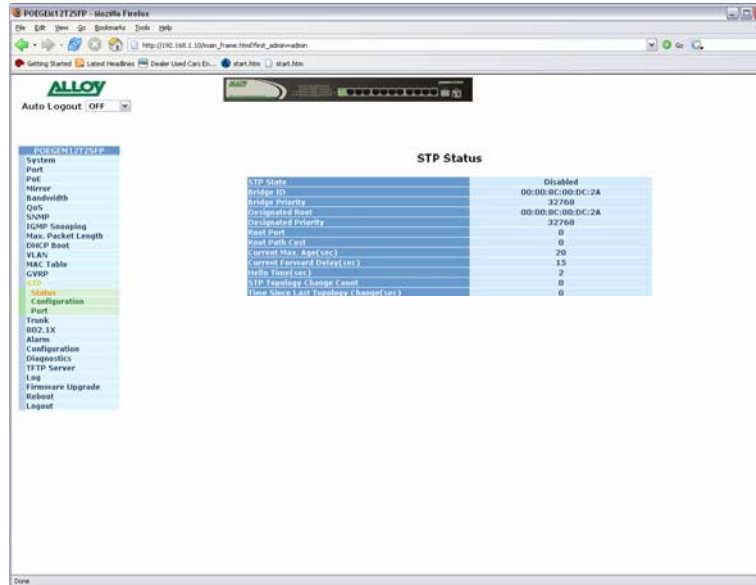 POEGEM12T2SFP - Mozilla Firefox
File Edit View Go Bookmarks Tools Help
http://192.168.1.10/main_frame.html?first_admin=admin Go
Getting Started Latest Headlines Dealer Used Cars En... start.htm start.htm
ALLOY
Auto Logout OFF
POEGEM12T2SFP
System
Port
PoE
Mirror
Bandwidth
QoS
SNMP
IGMP Snooping
Max. Packet Length
DHCP Boot
VLAN
MAC Table
GVRP
STP
Status
Configuration
Port
Trunk
802.1X
Alarm
Configuration
Diagnostics
TFTP Server
Log
Firmware Upgrade
Reboot
Logout
STP Status
STP State Disabled
Bridge ID 00:00:8C:00:DC:2A
Bridge Priority 32768
Designated Root 00:00:8C:00:DC:2A
Designated Priority 32768
Root Port 0
Root Path Cost 0
Current Max. Age(sec) 20
Current Forward Delay(sec) 15
Hello Time(sec) 2
STP Topology Change Count 0
Time Since Last Topology Change(sec) 0
Done